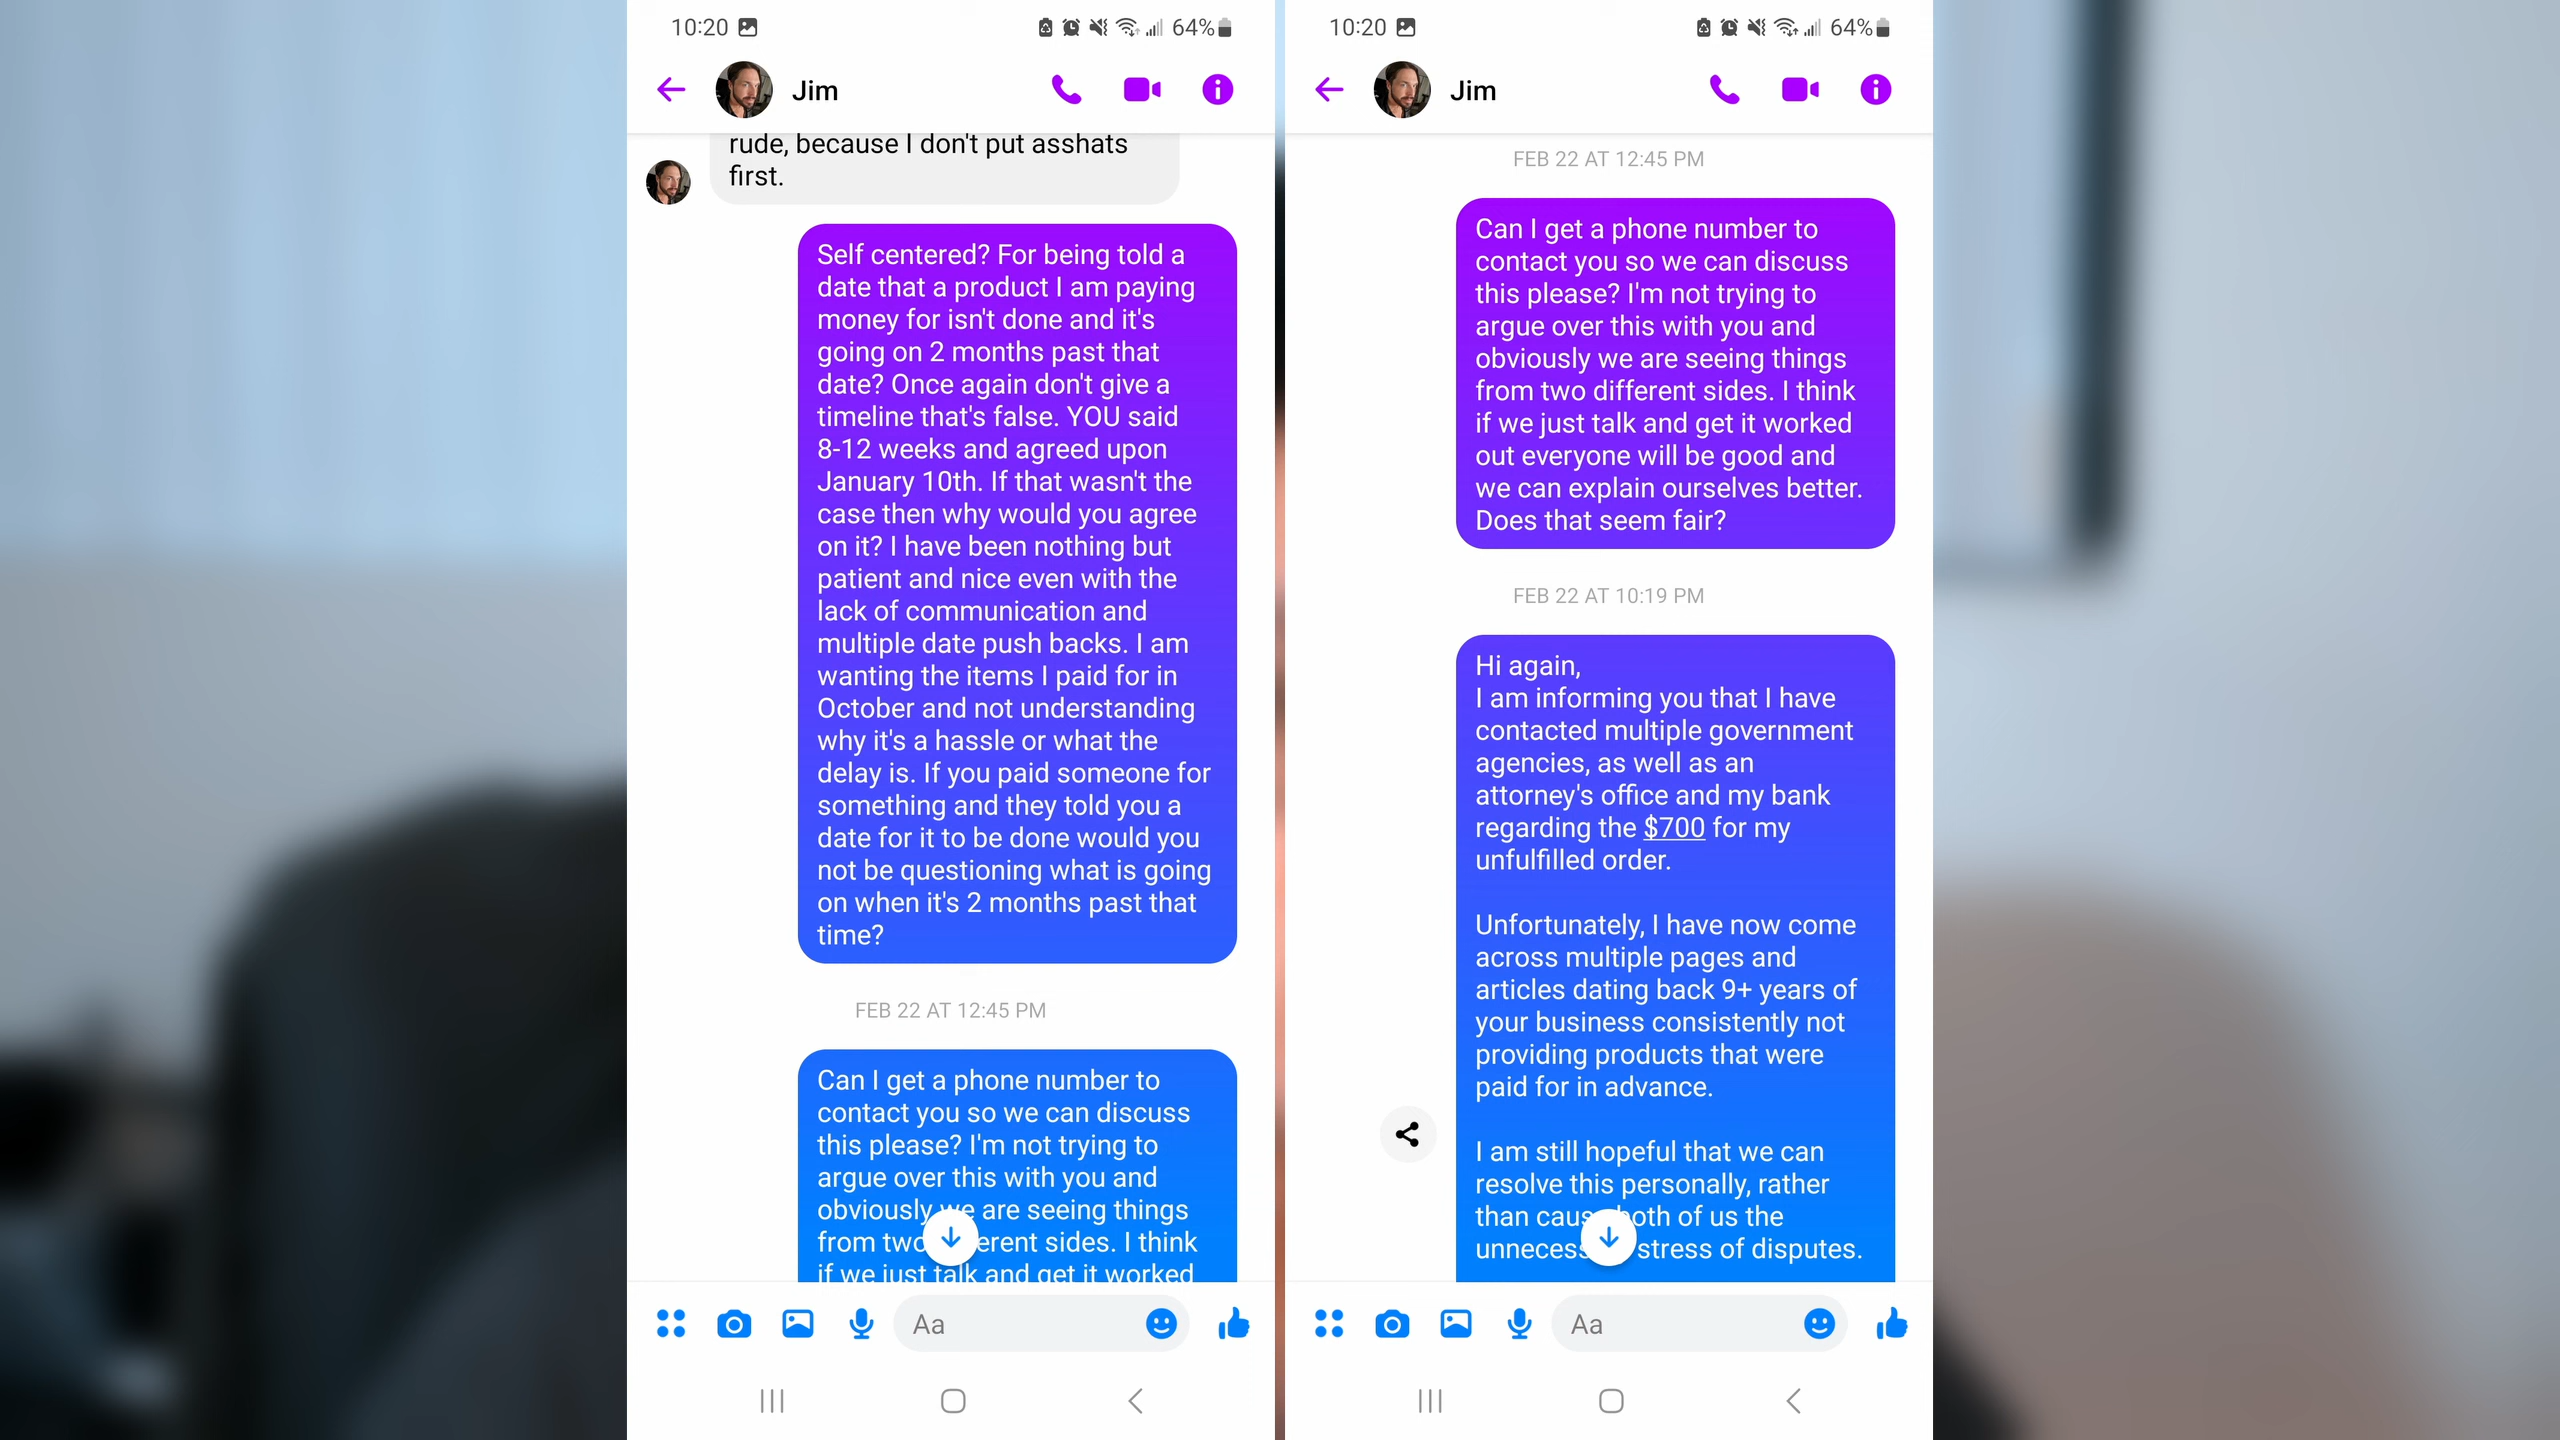 10:20
64%
Jim
rude, because I don't put asshats
first.
Self centered? For being told a
date that a product I am paying
money for isn't done and it's
going on 2 months past that
date? Once again don't give a
timeline that's false. YOU said
8-12 weeks and agreed upon
January 10th. If that wasn't the
case then why would you agree
on it? I have been nothing but
patient and nice even with the
lack of communication and
multiple date push backs. I am
wanting the items I paid for in
October and not understanding
why it's a hassle or what the
delay is. If you paid someone for
something and they told you a
date for it to be done would you
not be questioning what is going
on when it's 2 months past that
time?
FEB 22 AT 12:45 PM
Can I get a phone number to
contact you so we can discuss
this please? I'm not trying to
argue over this with you and
obviously we are seeing things
from two erent sides. I think
if we just talk and get it worked
Aa
10:20
64%
Jim
FEB 22 AT 12:45 PM
Can I get a phone number to
contact you so we can discuss
this please? I'm not trying to
argue over this with you and
obviously we are seeing things
from two different sides. I think
if we just talk and get it worked
out everyone will be good and
we can explain ourselves better.
Does that seem fair?
FEB 22 AT 10:19 PM
Hi again,
I am informing you that I have
contacted multiple government
agencies, as well as an
attorney's office and my bank
regarding the $700 for my
unfulfilled order.
Unfortunately, I have now come
across multiple pages and
articles dating back 9+ years of
your business consistently not
providing products that were
paid for in advance.
I am still hopeful that we can
resolve this personally, rather
than caus oth of us the
unneces stress of disputes.
Aa